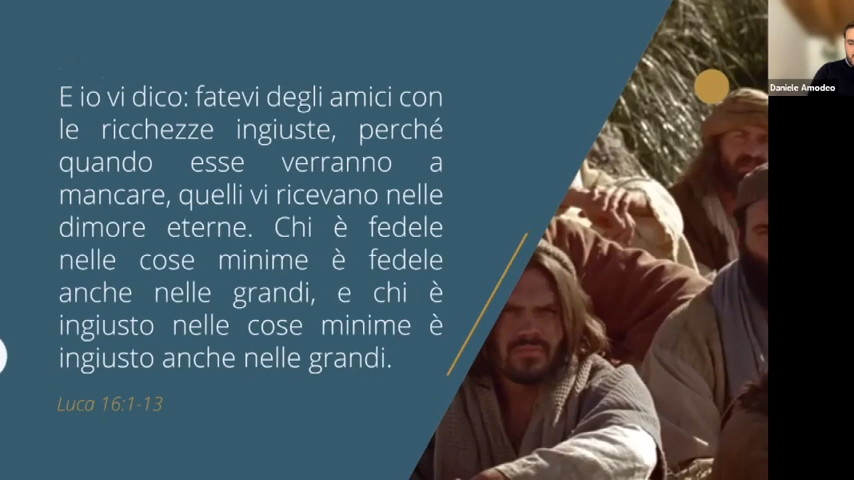 E io vi dico: fatevi degli amici con
le ricchezze ingiuste, perché
quando esse verranno a
mancare, quelli vi ricevano nelle
dimore eterne. Chi è fedele
nelle cose minime è fedele
anche nelle grandi, e chi è
ingiusto nelle cose minime è
ingiusto anche nelle grandi.
Luca 16:1-13
Daniele Amodeo